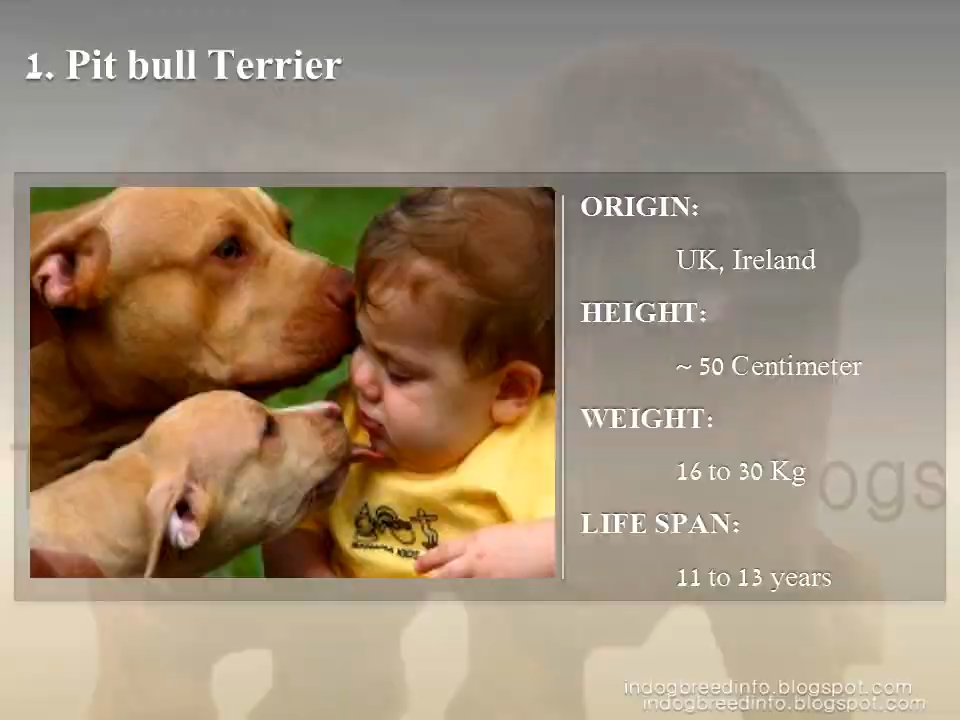 1. Pit bull Terrier
ORIGIN:
UK, Ireland
HEIGHT:
~ 50 Centimeter
WEIGHT:
16 to 30 Kg
ogs
LIFE SPAN:
11 to 13 years
indogbreedinfo.blogspot.com
indogbreedinfo.blogspot.com